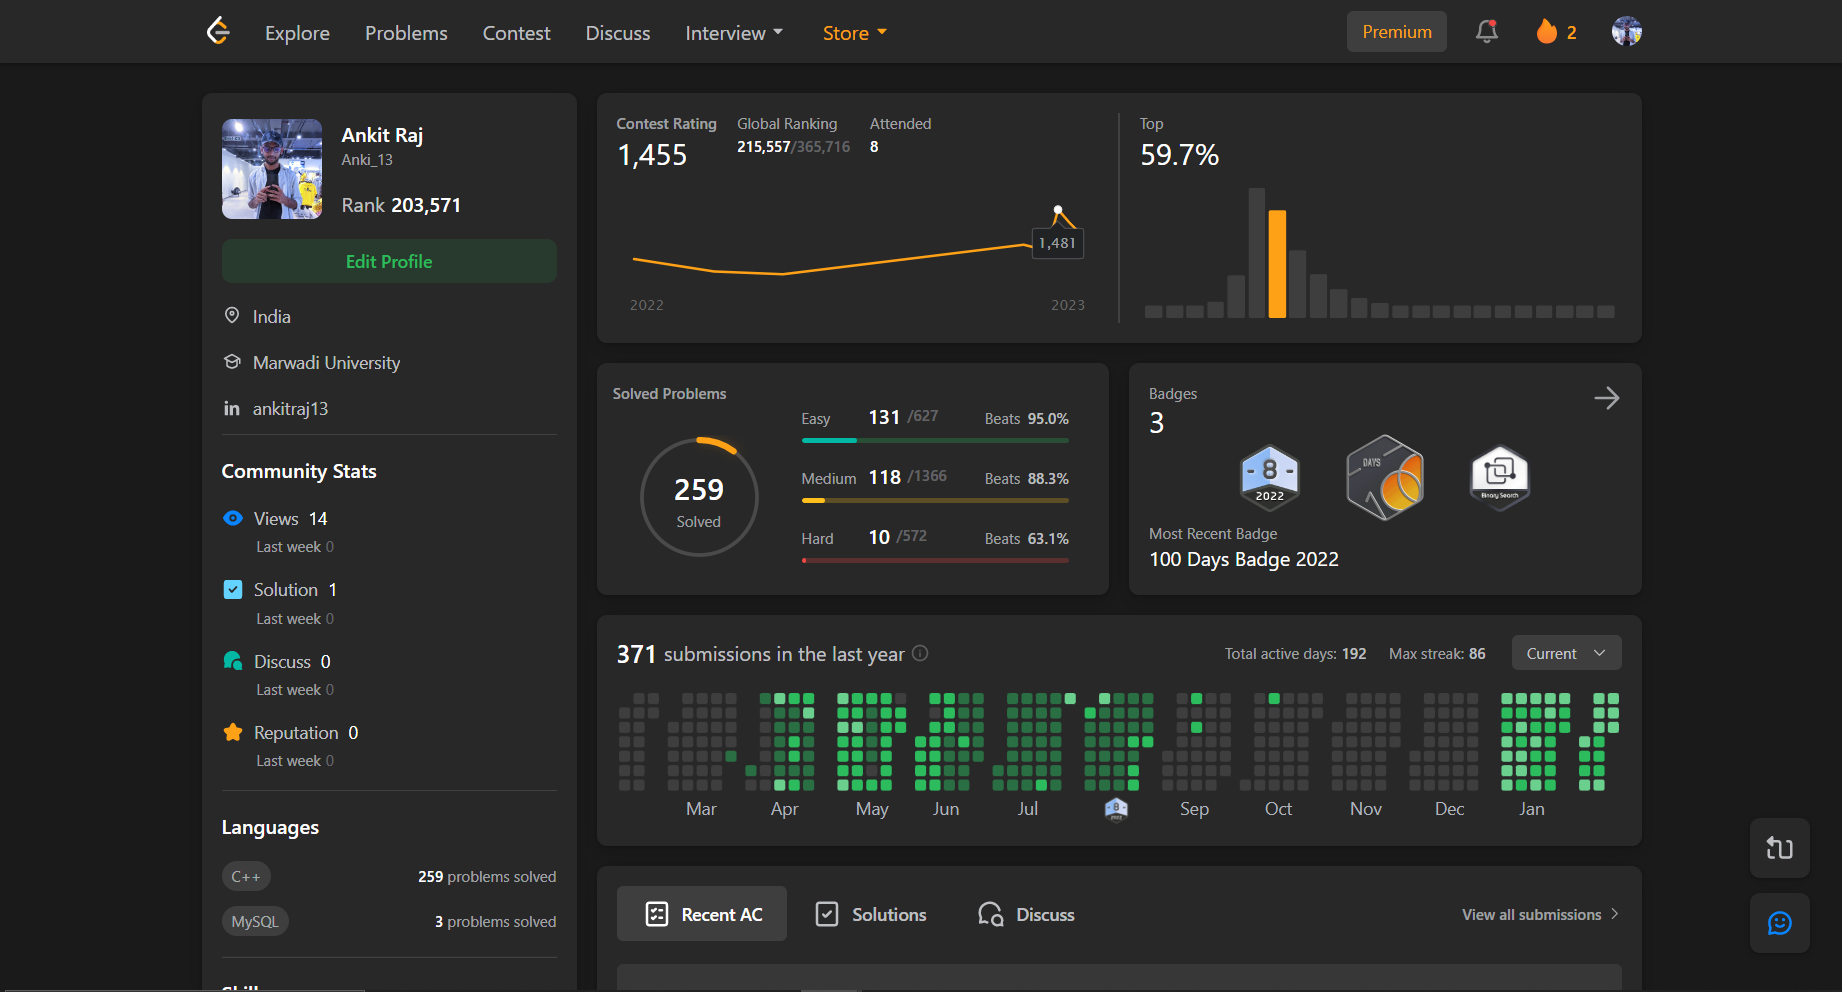 Explore Problems Contest Discuss Interview Store Premium 2
Ankit Raj
Anki_13
Rank 203,571
Edit Profile
India
Marwadi University
in ankitraj13
Community Stats
Views 14
Last week 0
Solution 1
Last week 0
Discuss 0
Last week 0
Reputation 0
Last week 0
Languages
C++ 259 problems solved
MySQL 3 problems solved
Skill
Contest Rating Global Ranking Attended
1,455 215,557/365,716 8
1,481
2022 2023
Top
59.7%
Solved Problems
259
Solved
Easy 131 /627 Beats 95.0%
Medium 118 /1366 Beats 88.3%
Hard 10 /572 Beats 63.1%
Badges
3
8
2022
DAYS
Binary Search
Most Recent Badge
100 Days Badge 2022
371 submissions in the last year Total active days: 192 Max streak: 86 Current
Mar Apr May Jun Jul 8 Sep Oct Nov Dec Jan
Recent AC Solutions Discuss View all submissions